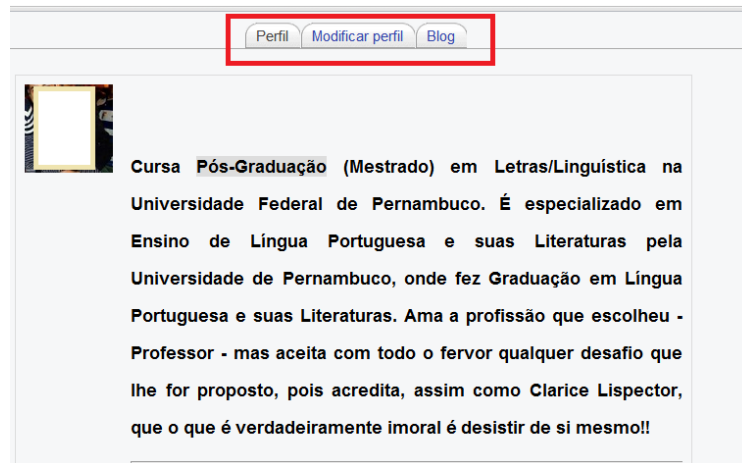 Perfil Modificar perfil Blog
Cursa Pós-Graduação (Mestrado) em Letras/Linguística na
Universidade Federal de Pernambuco. É especializado em
Ensino de Língua Portuguesa e suas Literaturas pela
Universidade de Pernambuco, onde fez Graduação em Língua
Portuguesa e suas Literaturas. Ama a profissão que escolheu -
Professor - mas aceita com todo o fervor qualquer desafio que
lhe for proposto, pois acredita, assim como Clarice Lispector,
que o que é verdadeiramente imoral é desistir de si mesmo!!